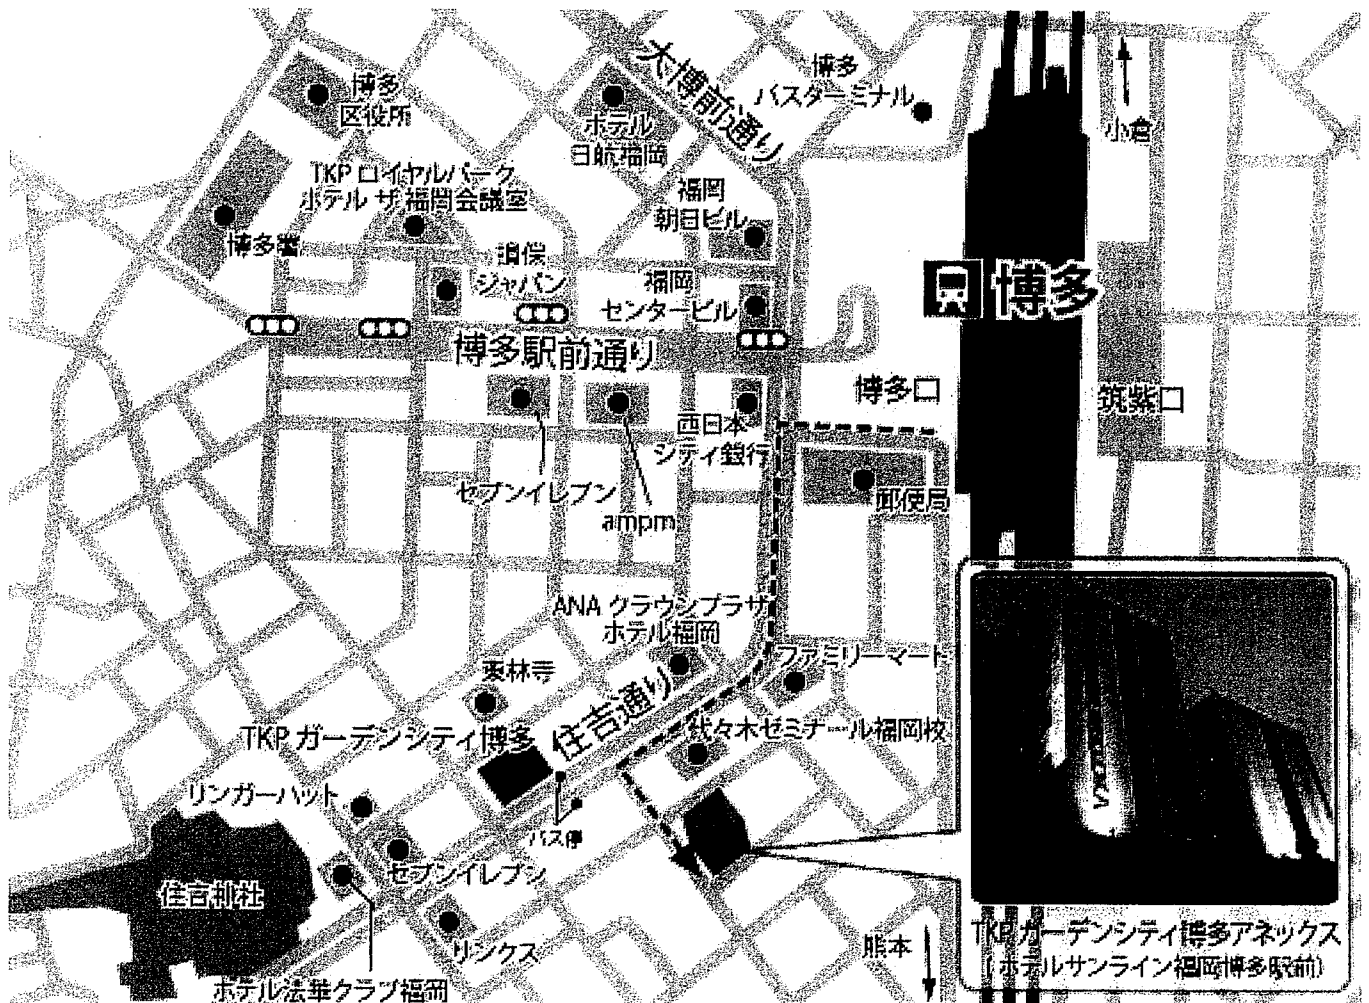 大博前通り
博多
バスターミナル
小倉
博多
区役所
ホテル
日航福岡
TKP ロイヤルパーク
ホテル ザ 福岡会議室
福岡
朝日ビル
博多署
損保
ジャパン
福岡
センタービル
博多
博多駅前通り
博多口
筑紫口
西日本
シティ銀行
セブンイレブン
ampm
郵便局
ANA クラウンプラザ
ホテル福岡
東林寺
住吉通り
ファミリーマート
TKP ガーデンシティ博多
代々木ゼミナール福岡校
リンガーハット
バス停
セブンイレブン
住吉神社
リンクス
ホテル法華クラブ福岡
熊本
TKP ガーデンシティ博多アネックス
(ホテルサンライン福岡博多駅前)